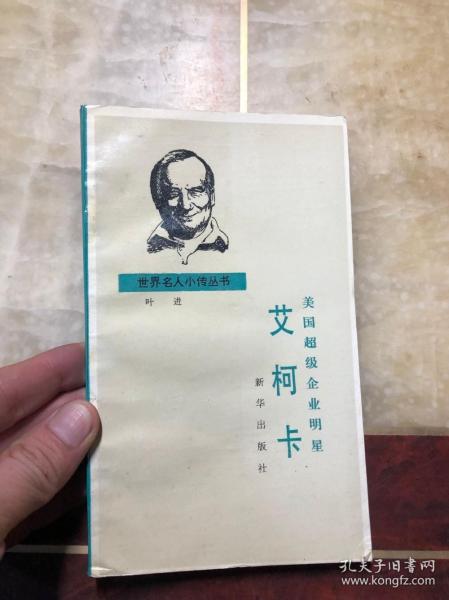 世界名人小传丛书
叶进
美国超级企业明星
艾柯卡
新华出版社
孔夫子旧书网
www.kongfz.com